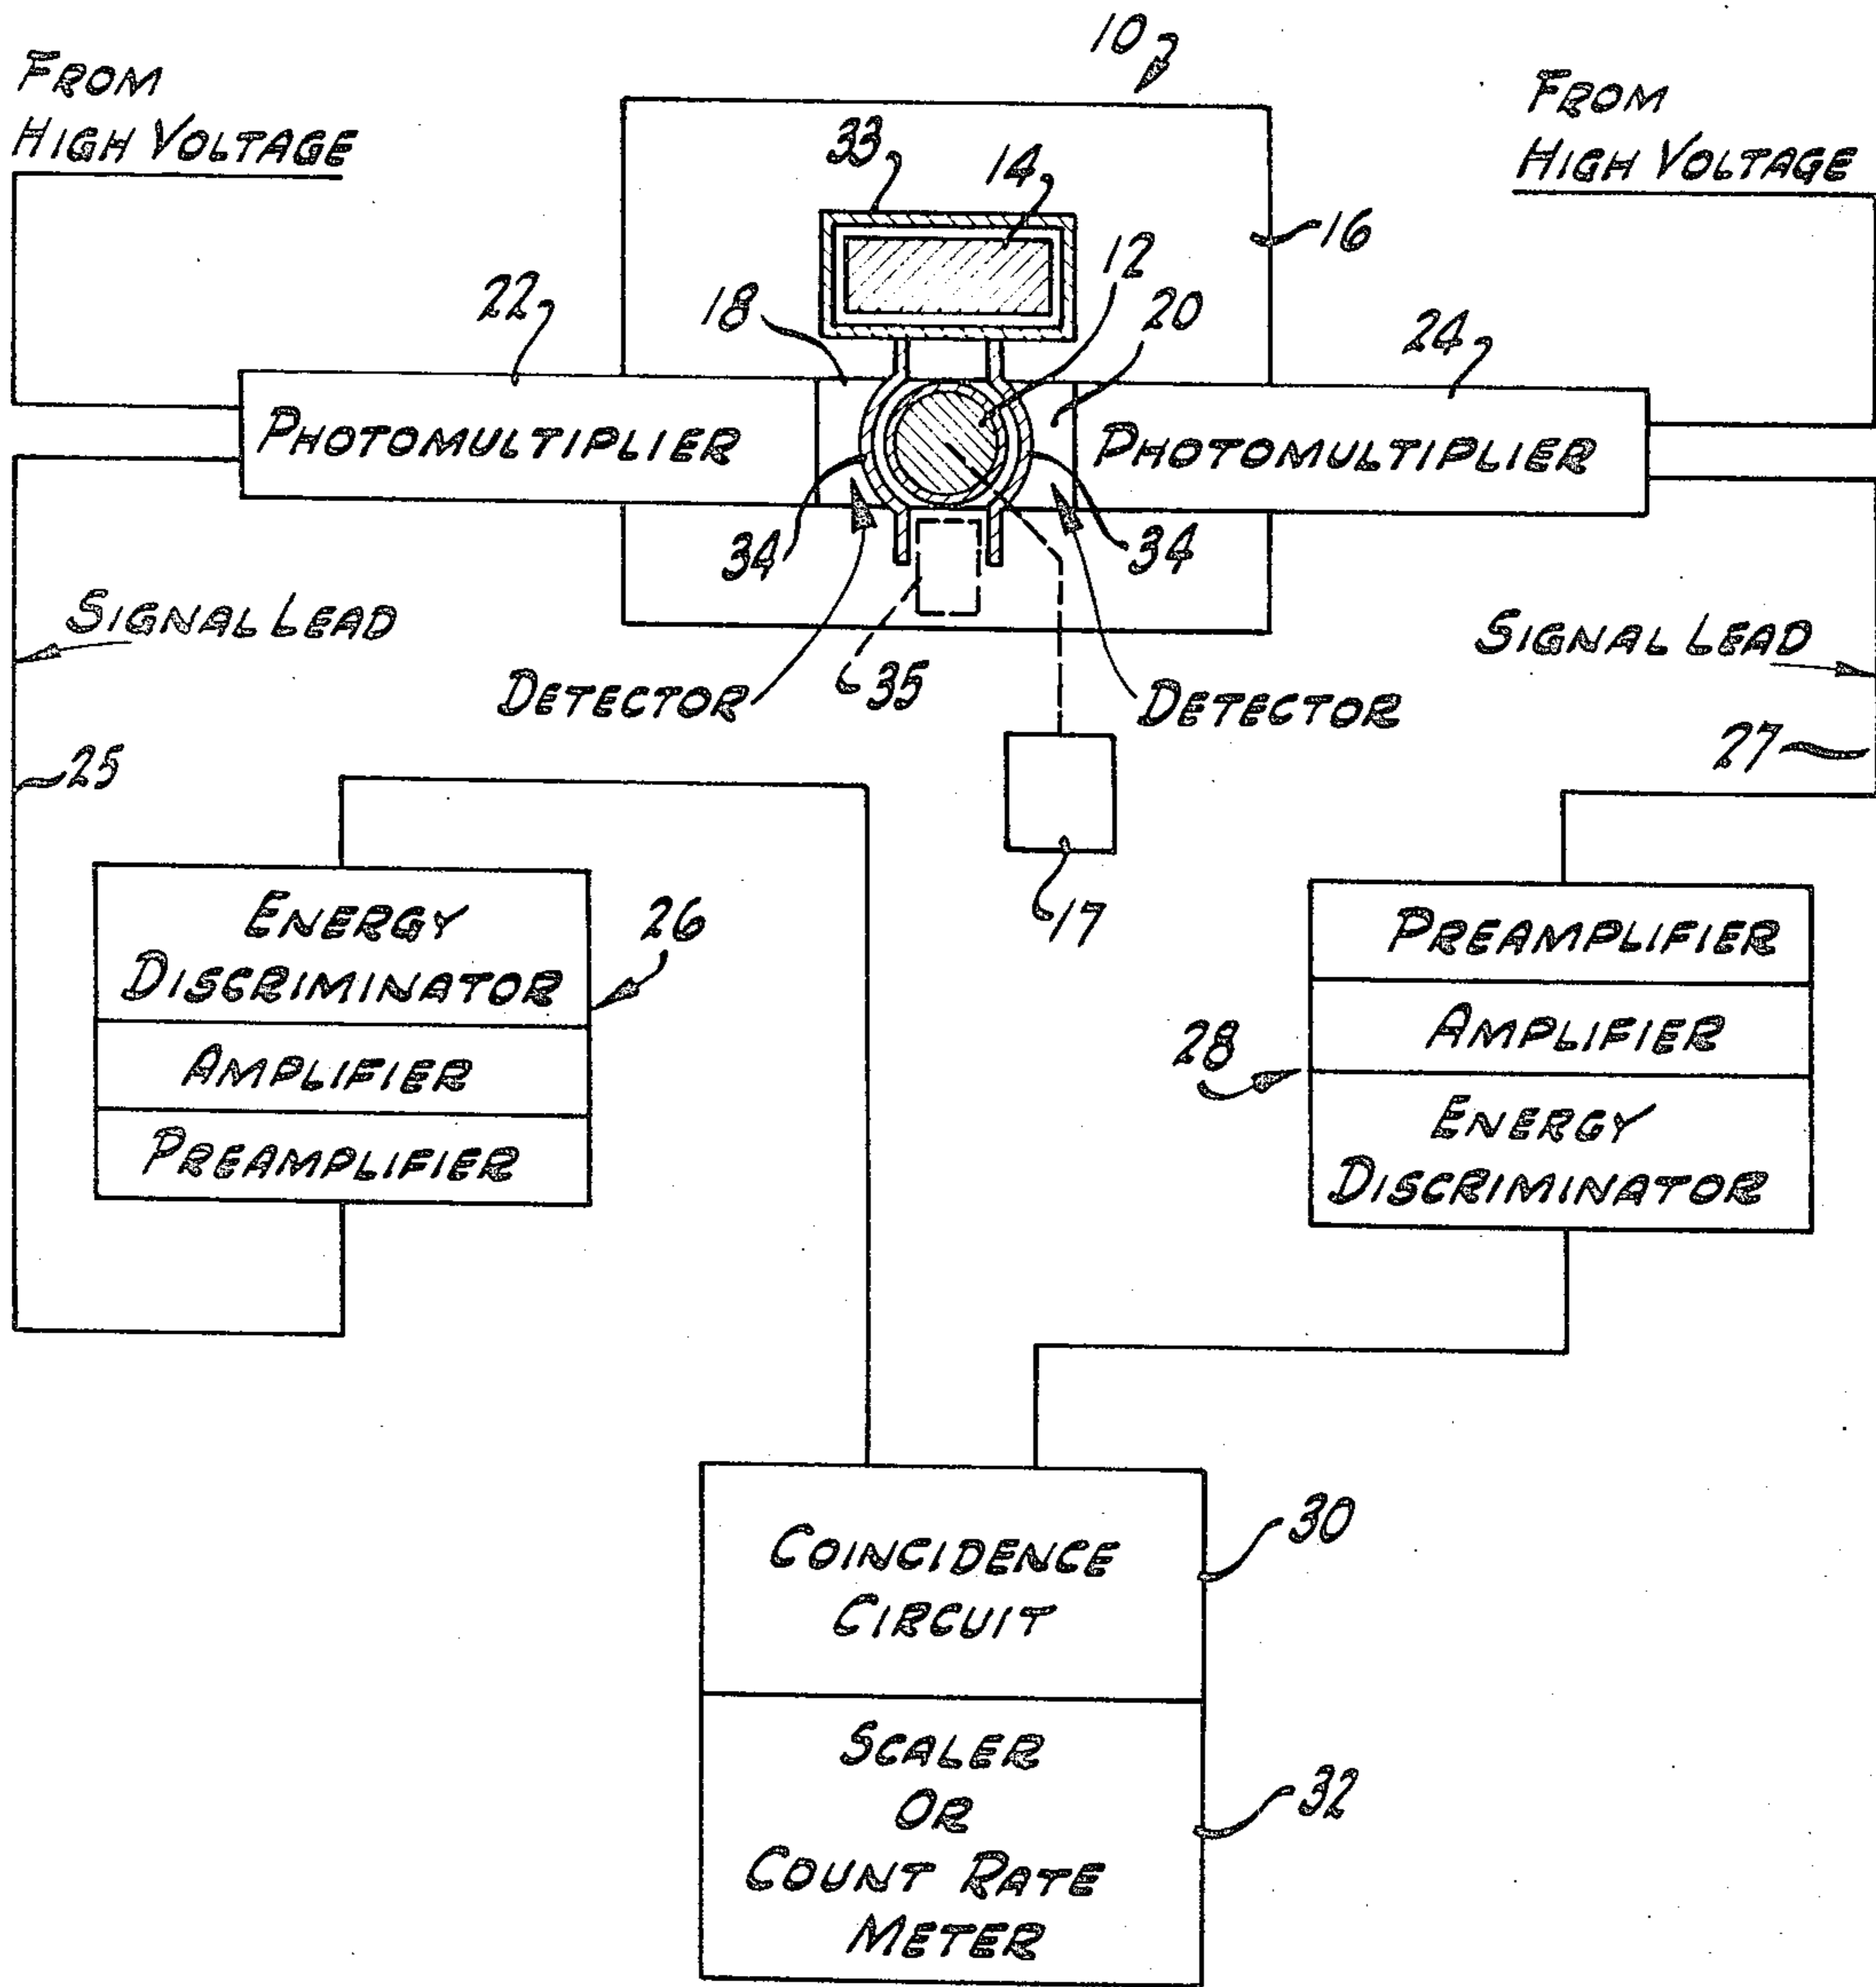 10
FROM
HIGH VOLTAGE
FROM
HIGH VOLTAGE
33
14
16
12
22
18
20
24
PHOTOMULTIPLIER
PHOTOMULTIPLIER
34
34
SIGNAL LEAD
SIGNAL LEAD
DETECTOR
35
DETECTOR
25
27
17
ENERGY
DISCRIMINATOR
AMPLIFIER
PREAMPLIFIER
26
PREAMPLIFIER
AMPLIFIER
ENERGY
DISCRIMINATOR
28
COINCIDENCE
CIRCUIT
30
SCALER
OR
COUNT RATE
METER
32